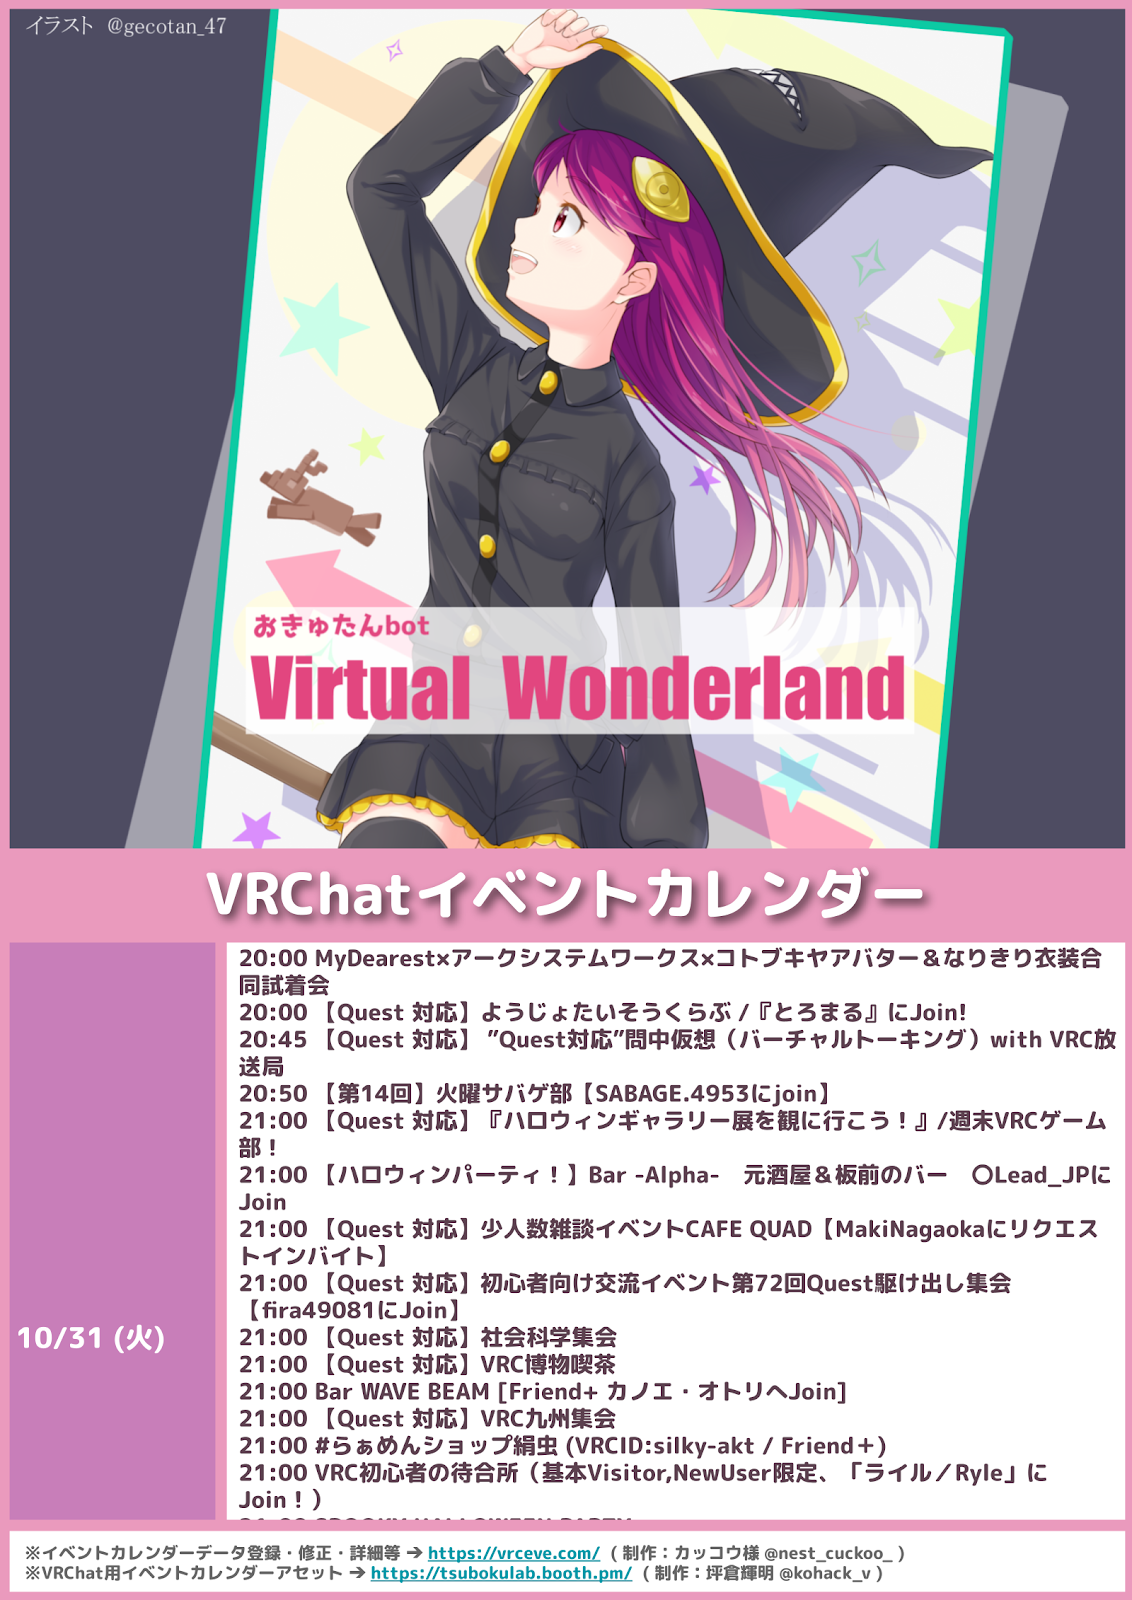 イラスト @gecotan_47
おきゅたんbot
Virtual Wonderland
VRChatイベントカレンダー
20:00 MyDearest×アークシステムワークス×コトブキヤアバター＆なりきり衣装合
同試着会
20:00 【Quest 対応】ようじょたいそうくらぶ /『とろまる』にJoin!
20:45 【Quest 対応】 ”Quest対応”問中仮想（バーチャルトーキング）with VRC放
送局
20:50 【第14回】火曜サバゲ部【SABAGE.4953にjoin】
21:00 【Quest 対応】『ハロウィンギャラリー展を観に行こう！』/週末VRCゲーム
部！
21:00 【ハロウィンパーティ！】Bar -Alpha-　元酒屋＆板前のバー　〇Lead_JPに
Join
21:00 【Quest 対応】少人数雑談イベントCAFE QUAD【MakiNagaokaにリクエス
トインバイト】
21:00 【Quest 対応】初心者向け交流イベント第72回Quest駆け出し集会
【fira49081にJoin】
10/31 (火)
21:00 【Quest 対応】社会科学集会
21:00 【Quest 対応】VRC博物喫茶
21:00 Bar WAVE BEAM [Friend+ カノエ・オトリへJoin]
21:00 【Quest 対応】VRC九州集会
21:00 #らぁめんショップ絹虫 (VRCID:silky-akt / Friend＋)
21:00 VRC初心者の待合所（基本Visitor,NewUser限定、「ライル／Ryle」に
Join！）
※イベントカレンダーデータ登録・修正・詳細等 ➔ https://vrceve.com/ （制作：カッコウ様 @nest_cuckoo_ ）
※VRChat用イベントカレンダーアセット ➔ https://tsubokulab.booth.pm/ （制作：坪倉輝明 @kohack_v ）